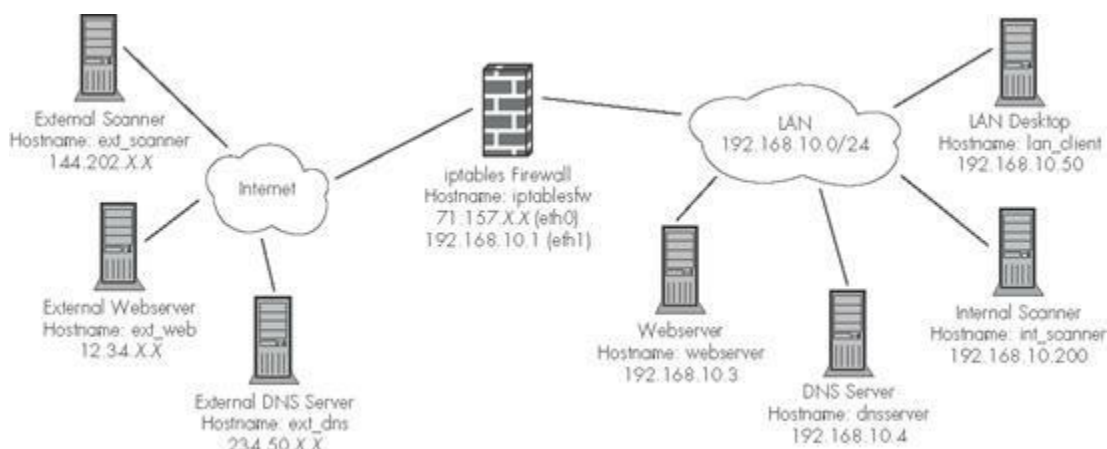 External Scanner
Hostname: ext_scanner
144.202.X.X
Internet
External Webserver
Hostname: ext_web
12.34.X.X
External DNS Server
Hostname: ext_dns
234.50.X.X
iptables Firewall
Hostname: iptablesfw
71.157.X.X (eth0)
192.168.10.1 (eth1)
LAN
192.168.10.0/24
LAN Desktop
Hostname: lan_client
192.168.10.50
Webserver
Hostname: webserver
192.168.10.3
DNS Server
Hostname: dnsserver
192.168.10.4
Internal Scanner
Hostname: int_scanner
192.168.10.200